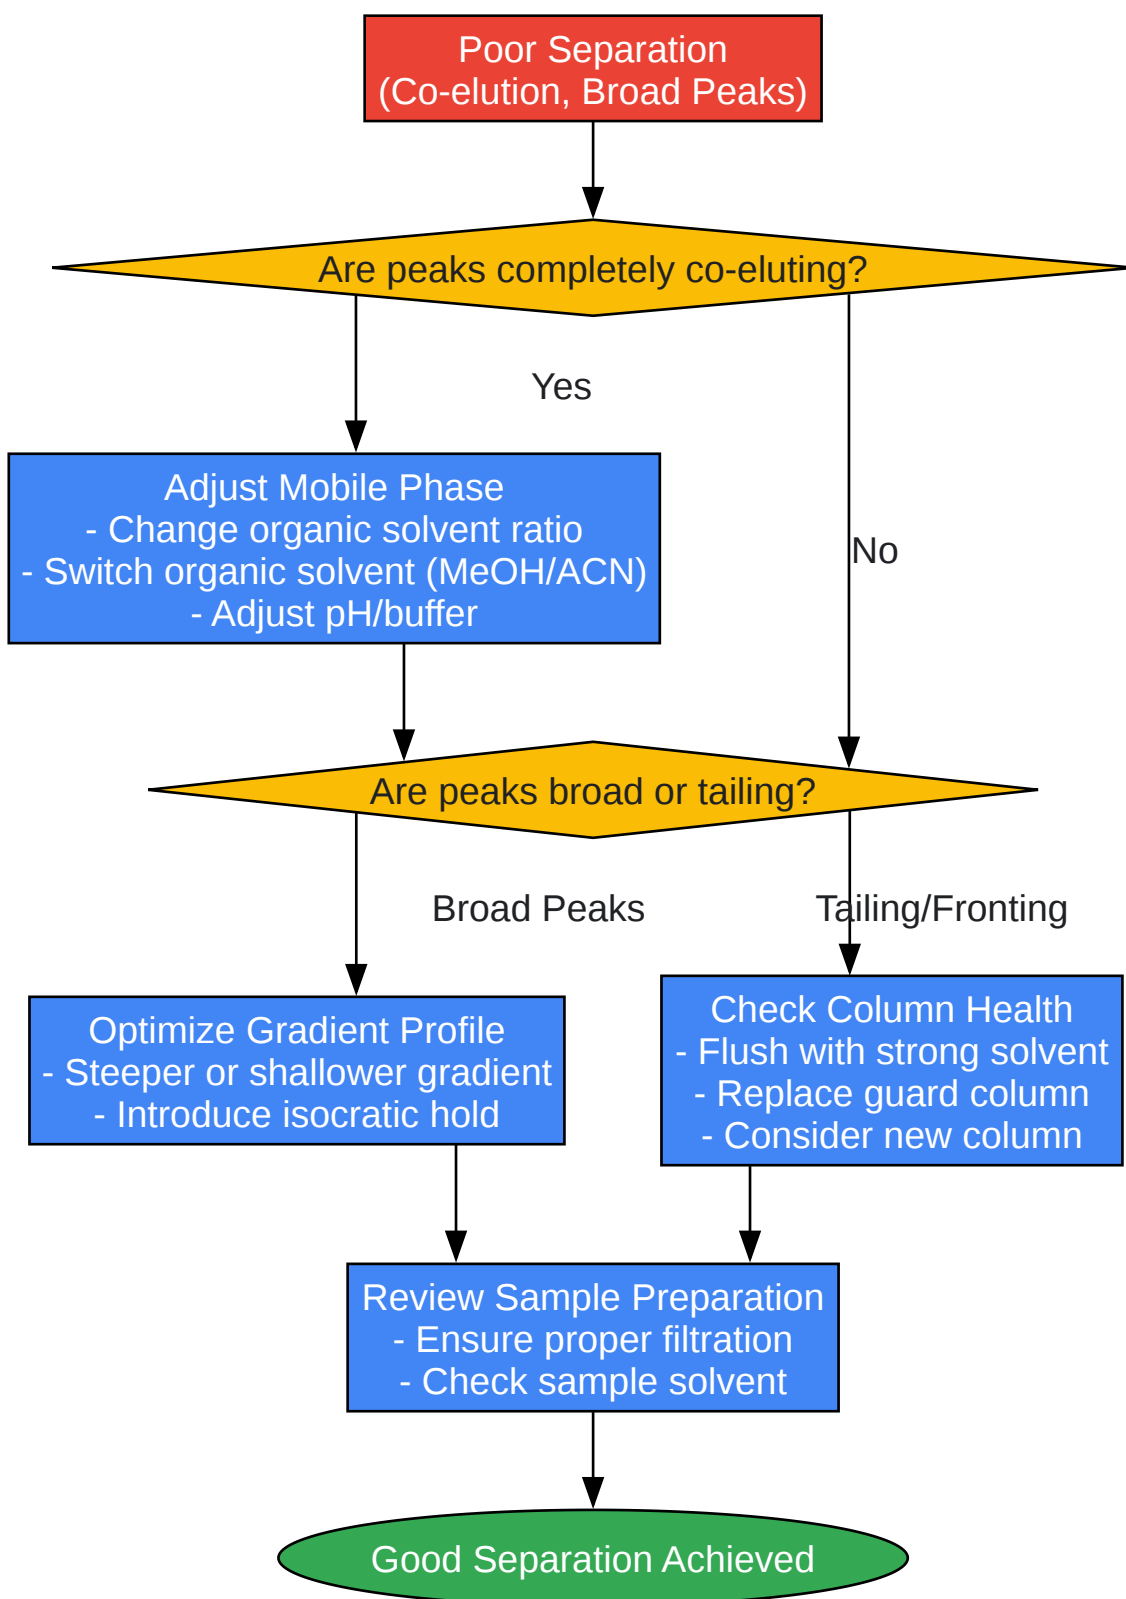 Poor Separation
(Co-elution, Broad Peaks)
Are peaks completely co-eluting?
Yes
Adjust Mobile Phase
- Change organic solvent ratio
- Switch organic solvent (MeOH/ACN)
- Adjust pH/buffer
No
Are peaks broad or tailing?
Broad Peaks
Tailing/Fronting
Optimize Gradient Profile
- Steeper or shallower gradient
- Introduce isocratic hold
Check Column Health
- Flush with strong solvent
- Replace guard column
- Consider new column
Review Sample Preparation
- Ensure proper filtration
- Check sample solvent
Good Separation Achieved